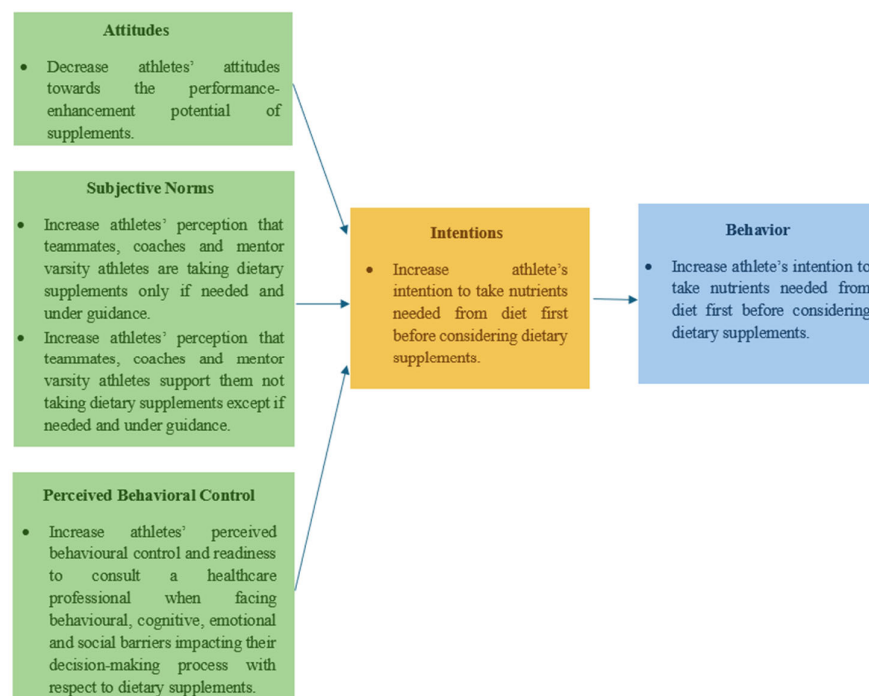 Attitudes
• Decrease athletes' attitudes
towards the performance-
enhancement potential of
supplements.
Subjective Norms
• Increase athletes' perception that
teammates, coaches and mentor
varsity athletes are taking dietary
supplements only if needed and
under guidance.
• Increase athletes' perception that
teammates, coaches and mentor
varsity athletes support them not
taking dietary supplements except if
needed and under guidance.
Perceived Behavioral Control
• Increase athletes' perceived
behavioural control and readiness
to consult a healthcare
professional when facing
behavioural, cognitive, emotional
and social barriers impacting their
decision-making process with
respect to dietary supplements.
Intentions
• Increase athlete's
intention to take nutrients
needed from diet first
before considering dietary
supplements.
Behavior
• Increase athlete's intention to
take nutrients needed from
diet first before considering
dietary supplements.